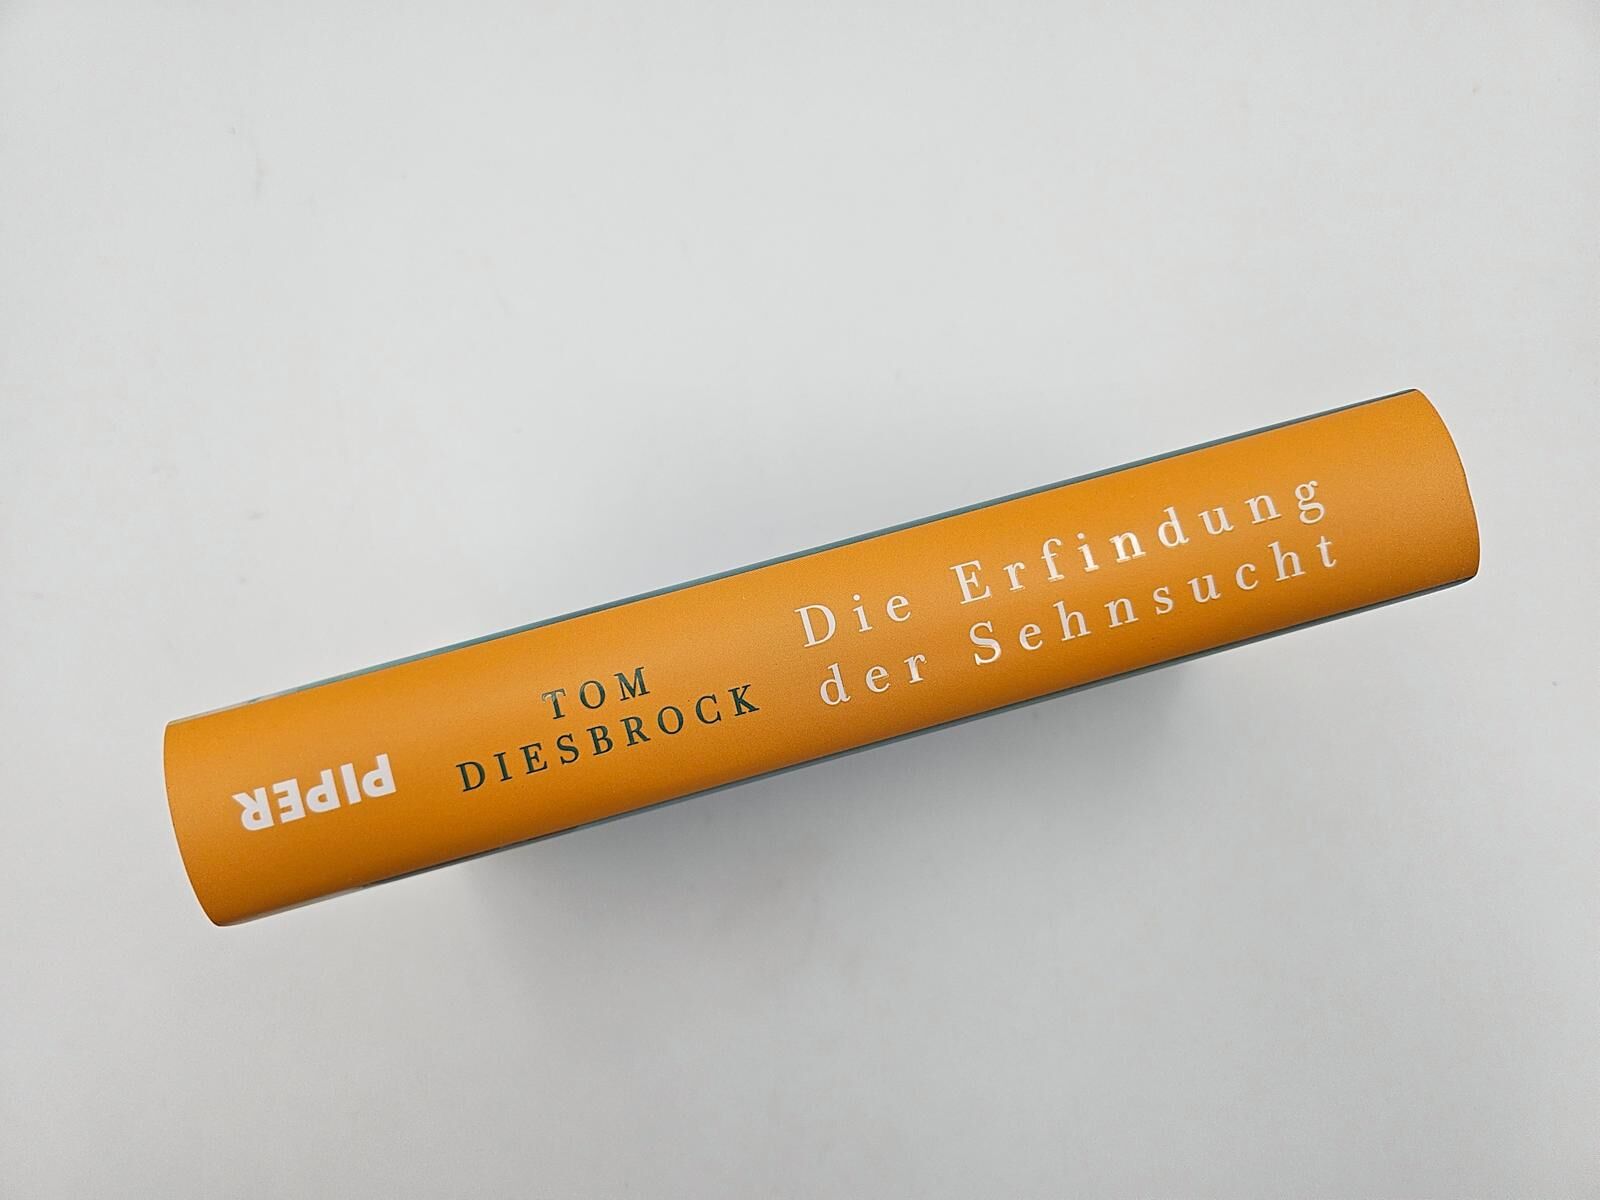 PIPER
TOM
DIESBROCK
Die Erfindung
der Sehnsucht